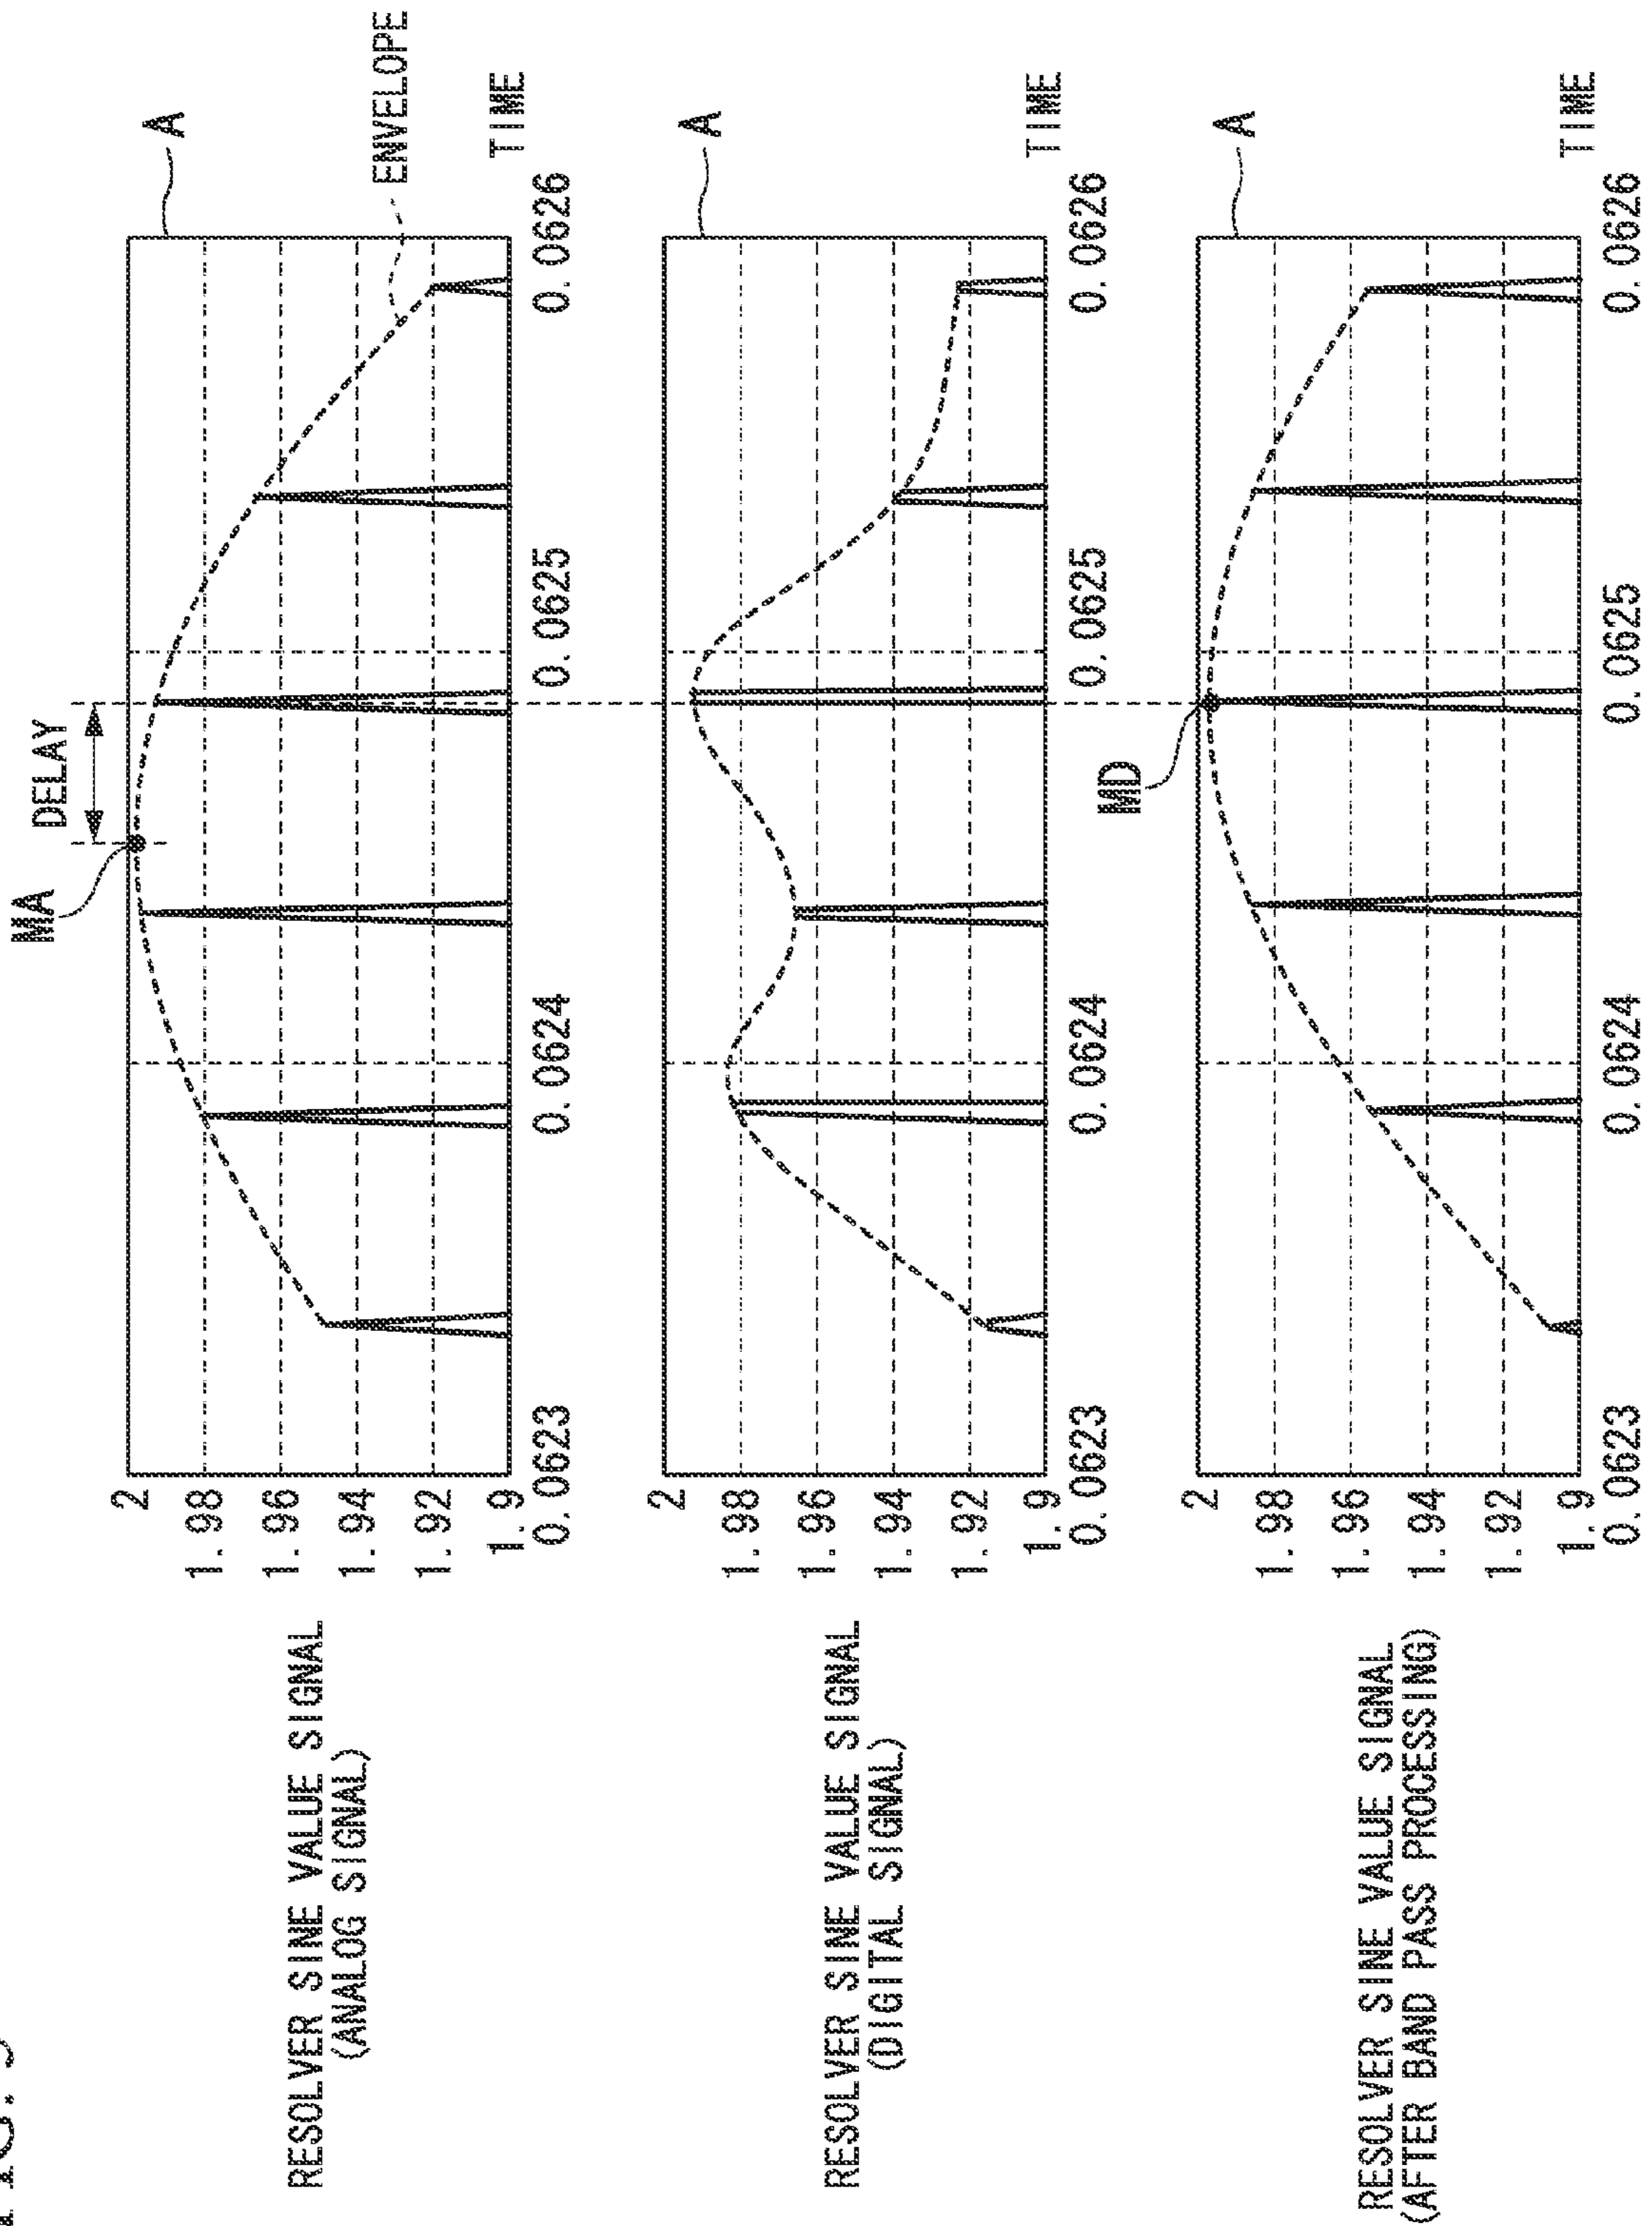 RESOLVER SINE VALUE SIGNAL
(ANALOG SIGNAL)
MA
DELAY
A
ENVELOPE
2
1. 98
1. 96
1. 94
1. 92
1. 9
0. 0623
0. 0624
0. 0625
0. 0626
TIME
RESOLVER SINE VALUE SIGNAL
(DIGITAL SIGNAL)
A
2
1. 98
1. 96
1. 94
1. 92
1. 9
0. 0623
0. 0624
0. 0625
0. 0626
TIME
RESOLVER SINE VALUE SIGNAL
(AFTER BAND PASS PROCESSING)
MD
A
2
1. 98
1. 96
1. 94
1. 92
1. 9
0. 0623
0. 0624
0. 0625
0. 0626
TIME